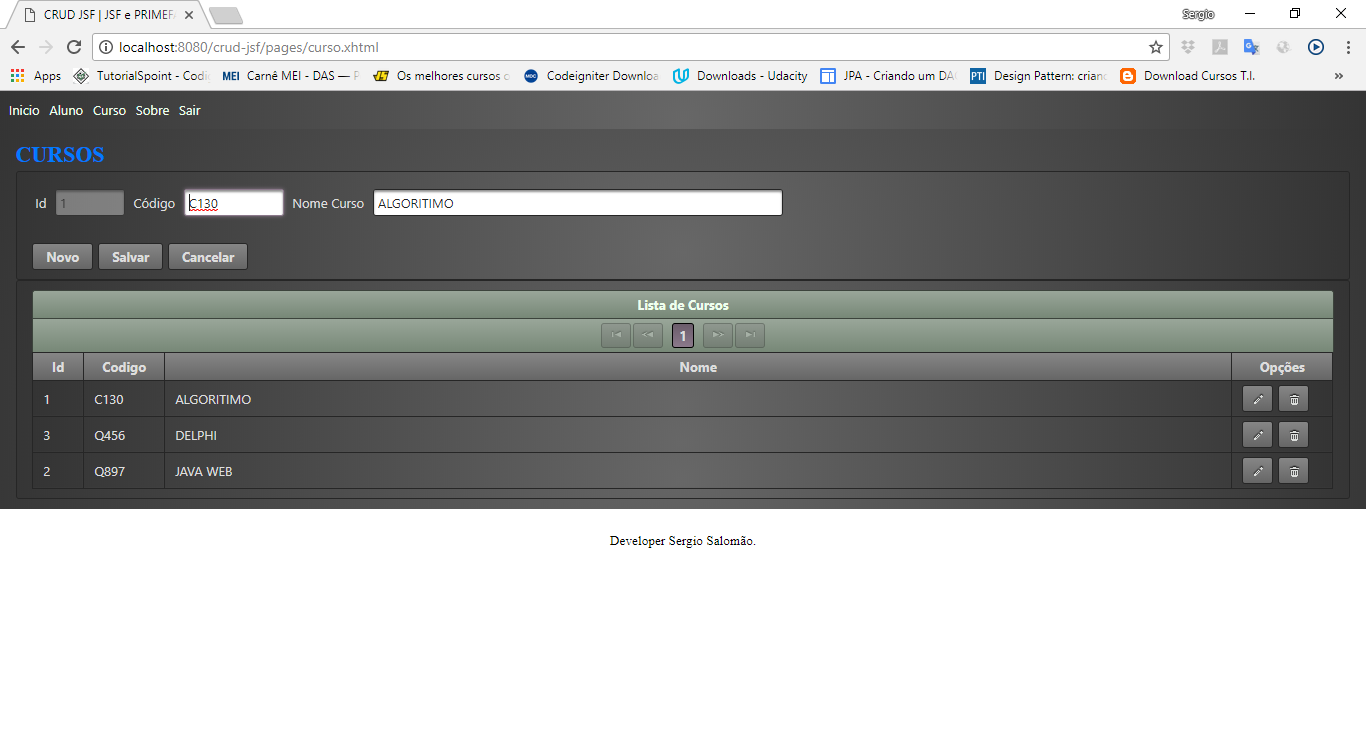 CRUD JSF | JSF e PRIMEF
Sergio
localhost:8080/crud-jsf/pages/curso.xhtml
Apps TutorialSpoint - Codi MEI Carnê MEI - DAS — P Os melhores cursos MDC Codeigniter Downloa Downloads - Udacity JPA - Criando um DA PTI Design Pattern: crian Download Cursos T.I. »
Inicio Aluno Curso Sobre Sair
CURSOS
Id 1 Código C130 Nome Curso ALGORITIMO
Novo Salvar Cancelar
Lista de Cursos
1
Id Codigo Nome Opções
1 C130 ALGORITIMO
3 Q456 DELPHI
2 Q897 JAVA WEB
Developer Sergio Salomão.